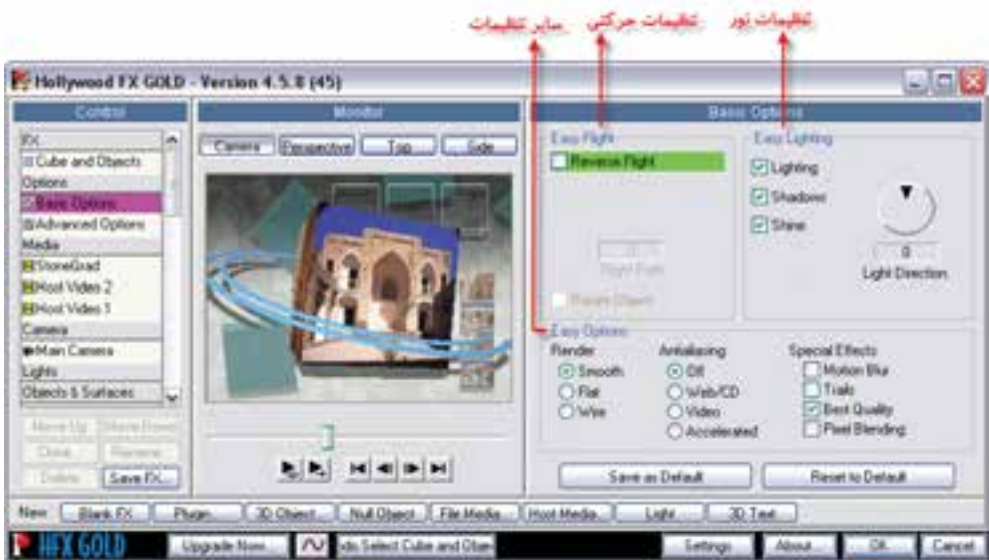 تنظیمات نور
تنظیمات حرکتی
سایر تنظیمات
Hollywood FX GOLD - Version 4.5.8 (45)
Control
Monitor
Basic Options
FX
Cube and Objects
Options
Basic Options
Advanced Options
Media
StoneGrad
Host Video 2
Host Video 1
Camera
Main Camera
Lights
Objects & Surfaces
Move Up
Move Down
Delete
Save FX...
Camera
Perspective
Top
Side
Easy Flight
Reverse Flight
Flight Path
Easy Lighting
Lighting
Shadows
Shine
0
Light Direction
Easy Options
Render
Smooth
Flat
Wire
Antialiasing
Off
Web/CD
Video
Accelerated
Special Effects
Motion Blur
Trails
Best Quality
Pixel Blending
Save as Default
Reset to Default
New
Blank FX
Plugin
3D Object
Null Object
File Media
Host Media
Light
3D Text
HFX GOLD
Upgrade Now...
Select Cube and
Settings
About
OK
Cancel